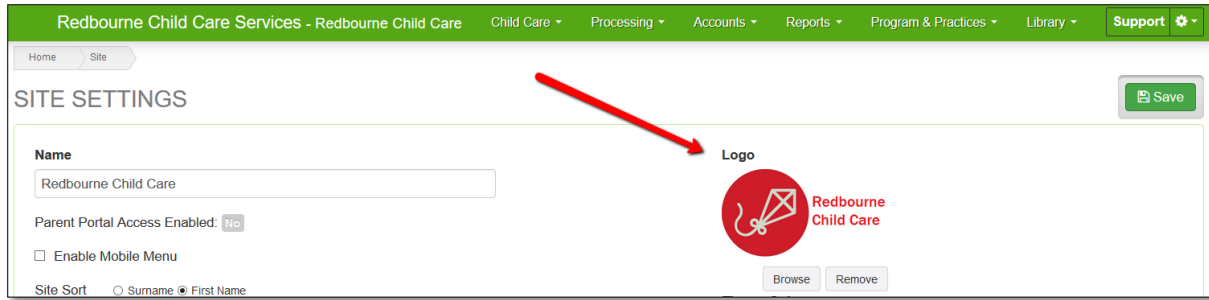 Redbourne Child Care Services - Redbourne Child Care Child Care Processing Accounts Reports Program & Practices Library Support
Home Site
SITE SETTINGS
Save
Name
Redbourne Child Care
Parent Portal Access Enabled: No
Enable Mobile Menu
Site Sort Surname First Name
Logo
Redbourne
Child Care
Browse Remove